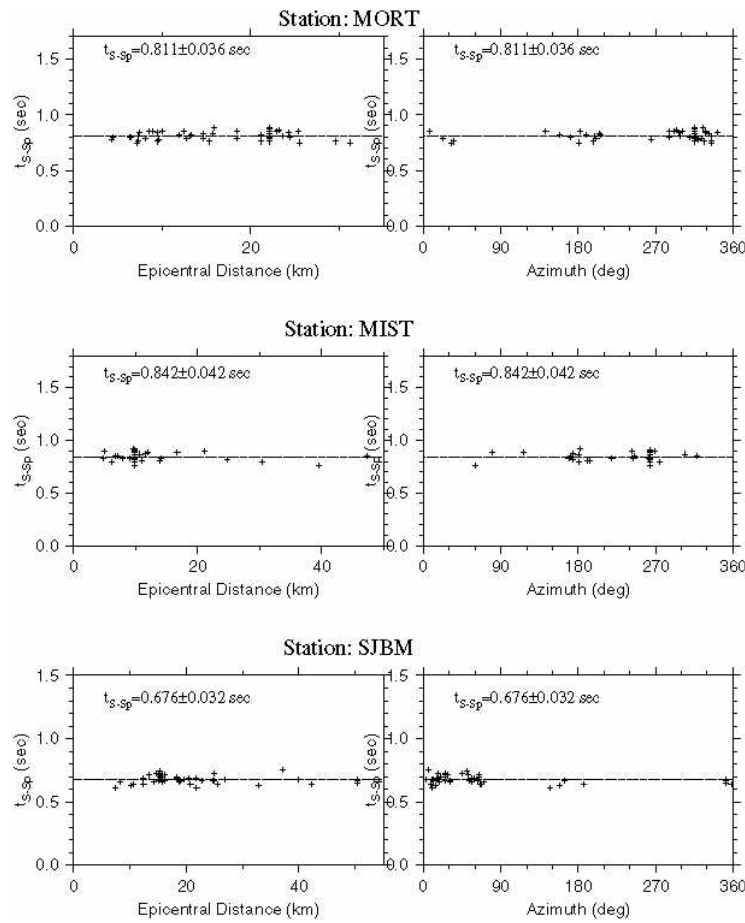 Station: MORT
t_S-Sp=0.811±0.036 sec
t_S-Sp (sec)
1.5
1.0
0.5
0.0
0 20
Epicentral Distance (km)
t_S-Sp=0.811±0.036 sec
t_S-Sp (sec)
1.5
1.0
0.5
0.0
0 90 180 270 360
Azimuth (deg)
Station: MIST
t_S-Sp=0.842±0.042 sec
t_S-Sp (sec)
1.5
1.0
0.5
0.0
0 20 40
Epicentral Distance (km)
t_S-Sp=0.842±0.042 sec
t_S-Sp (sec)
1.5
1.0
0.5
0.0
0 90 180 270 360
Azimuth (deg)
Station: SJBM
t_S-Sp=0.676±0.032 sec
t_S-Sp (sec)
1.5
1.0
0.5
0.0
0 20 40
Epicentral Distance (km)
t_S-Sp=0.676±0.032 sec
t_S-Sp (sec)
1.5
1.0
0.5
0.0
0 90 180 270 360
Azimuth (deg)